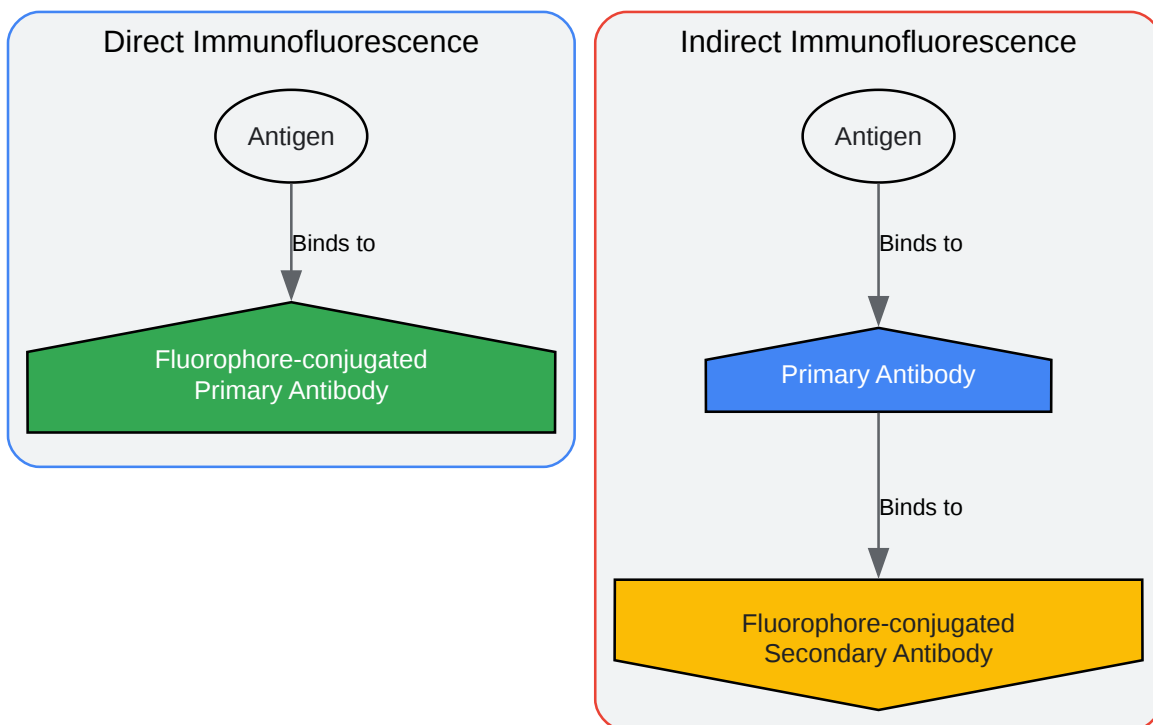 Direct Immunofluorescence
Antigen
Binds to
Fluorophore-conjugated
Primary Antibody
Indirect Immunofluorescence
Antigen
Binds to
Primary Antibody
Binds to
Fluorophore-conjugated
Secondary Antibody